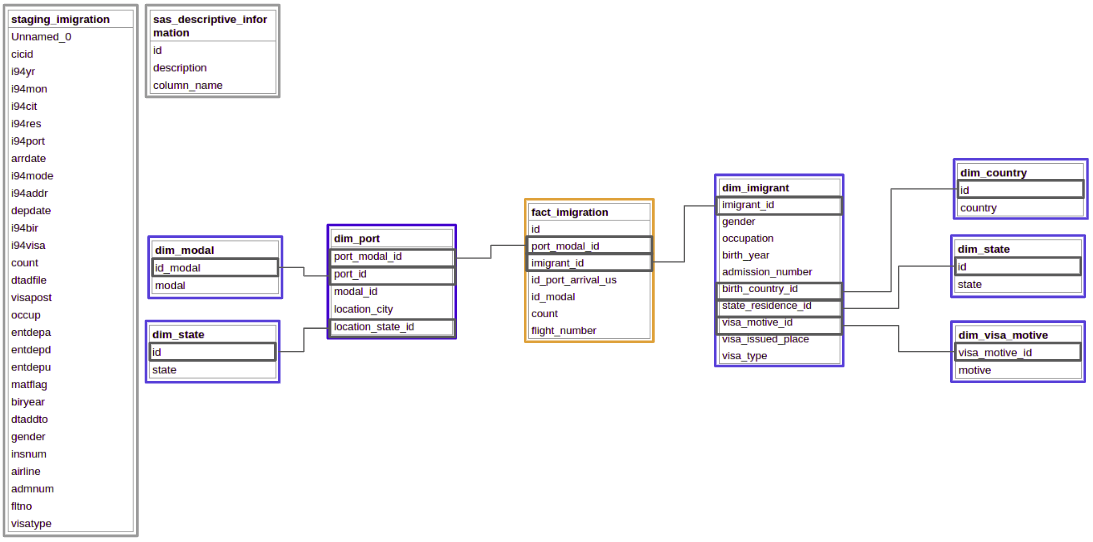 staging_imigration
Unnamed_0
cicid
i94yr
i94mon
i94cit
i94res
i94port
arrdate
i94mode
i94addr
depdate
i94bir
i94visa
count
dtadfile
visapost
occup
entdepa
entdepd
entdepu
matflag
biryear
dtaddto
gender
insnum
airline
admnum
fltno
visatype
sas_descriptive_infor
mation
id
description
column_name
dim_modal
id_modal
modal
dim_state
id
state
dim_port
port_modal_id
port_id
modal_id
location_city
location_state_id
fact_imigration
id
port_modal_id
imigrant_id
id_port_arrival_us
id_modal
count
flight_number
dim_imigrant
imigrant_id
gender
occupation
birth_year
admission_number
birth_country_id
state_residence_id
visa_motive_id
visa_issued_place
visa_type
dim_country
id
country
dim_state
id
state
dim_visa_motive
visa_motive_id
motive